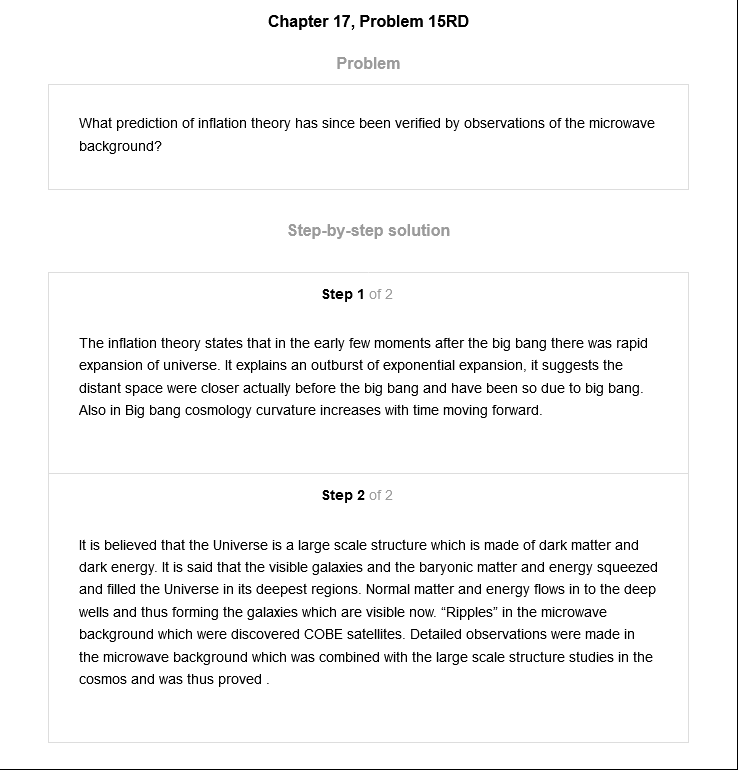 Chapter 17, Problem 15RD
Problem
What prediction of inflation theory has since been verified by observations of the microwave
background?
Step-by-step solution
Step 1 of 2
The inflation theory states that in the early few moments after the big bang there was rapid
expansion of universe. It explains an outburst of exponential expansion, it suggests the
distant space were closer actually before the big bang and have been so due to big bang.
Also in Big bang cosmology curvature increases with time moving forward.
Step 2 of 2
It is believed that the Universe is a large scale structure which is made of dark matter and
dark energy. It is said that the visible galaxies and the baryonic matter and energy squeezed
and filled the Universe in its deepest regions. Normal matter and energy flows in to the deep
wells and thus forming the galaxies which are visible now. “Ripples” in the microwave
background which were discovered COBE satellites. Detailed observations were made in
the microwave background which was combined with the large scale structure studies in the
cosmos and was thus proved .